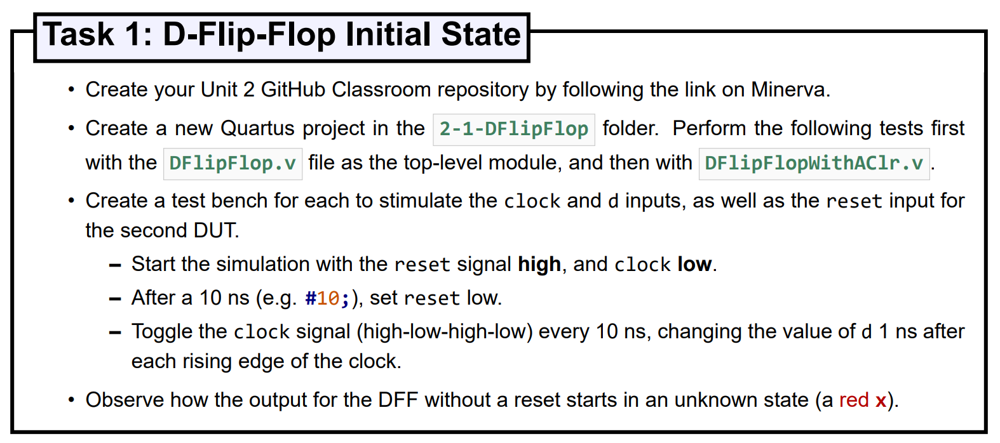 Task 1: D-Flip-Flop Initial State
• Create your Unit 2 GitHub Classroom repository by following the link on Minerva.
• Create a new Quartus project in the 2-1-DFlipFlop folder. Perform the following tests first
with the DFlipFlop.v file as the top-level module, and then with DFlipFlopWithAClr.v.
• Create a test bench for each to stimulate the clock and d inputs, as well as the reset input for
the second DUT.
– Start the simulation with the reset signal high, and clock low.
– After a 10 ns (e.g. #10;), set reset low.
– Toggle the clock signal (high-low-high-low) every 10 ns, changing the value of d 1 ns after
each rising edge of the clock.
• Observe how the output for the DFF without a reset starts in an unknown state (a red x).